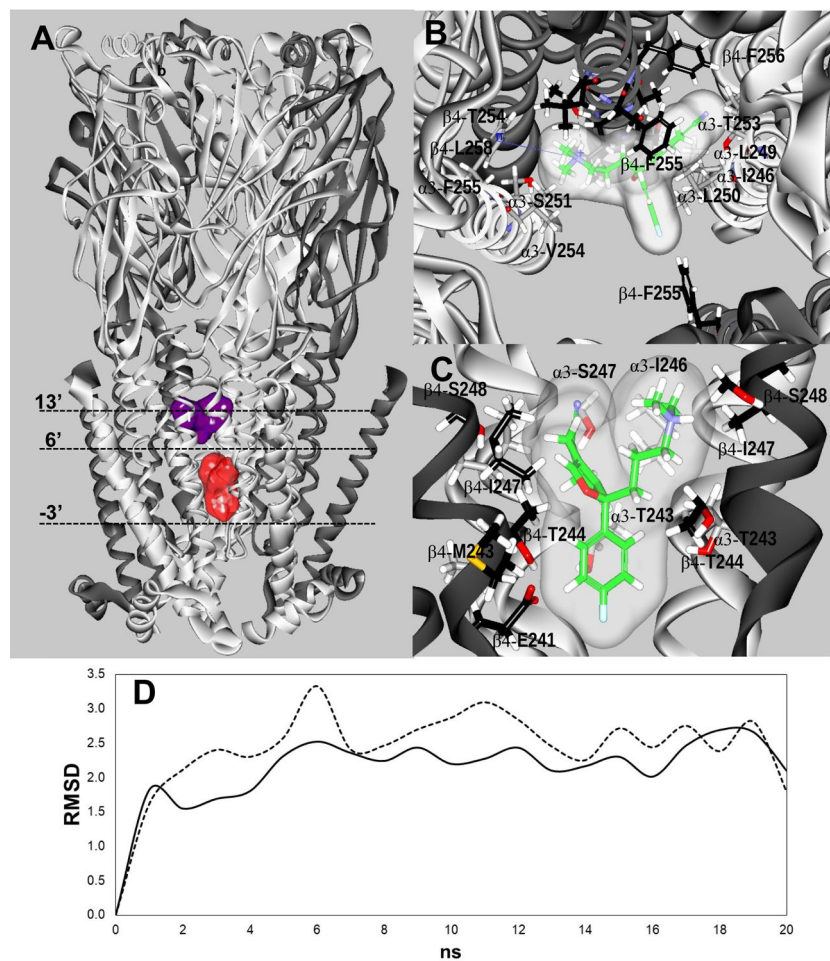 A
b
13’
6’
-3’
B
β4-F256
β4-T254
α3-T253
β4-L258
α3-L249
β4-F255
α3-F255
α3-I246
α3-S251
α3-L250
α3-V254
β4-F255
C
α3-S247
α3-I246
β4-S248
β4-S248
β4-I247
β4-I247
α3-T243
β4-T244
α3-T243
β4-M243
β4-T244
β4-E241
D
3.5
3.0
2.5
2.0
1.5
1.0
0.5
0.0
RMSD
0 2 4 6 8 10 12 14 16 18 20
ns